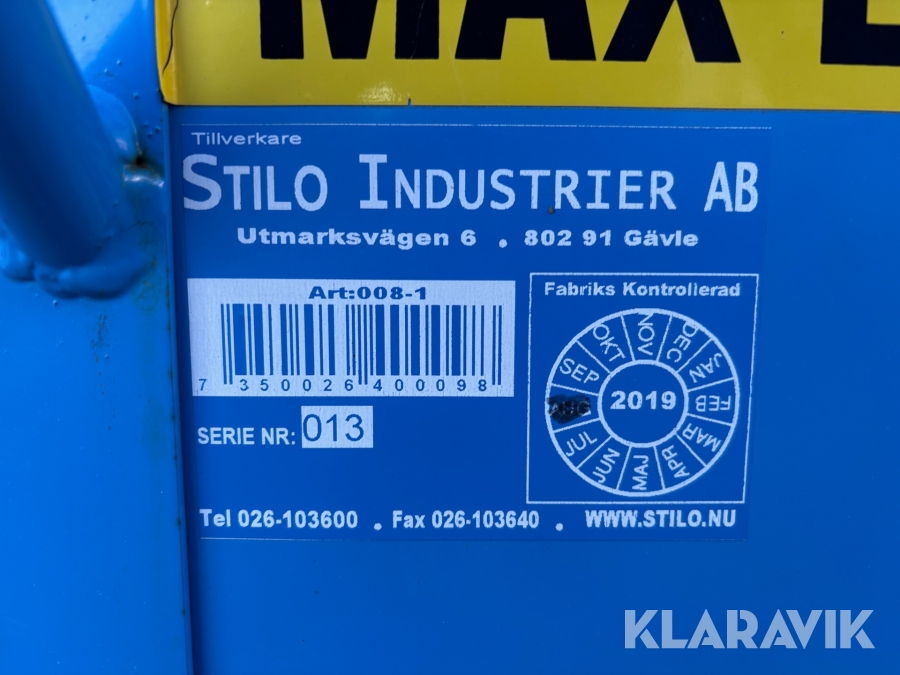 MAX
Tillverkare
STILO INDUSTRIER AB
Utmarksvägen 6 . 802 91 Gävle
Art:008-1
7 350026 400098
SERIE NR: 013
Fabriks Kontrollerad
2019
JAN
FEB
MAR
APR
MAJ
JUN
JUL
SEP
OKT
NOV
DEC
Tel 026-103600 . Fax 026-103640 . WWW.STILO.NU
KLARAVIK